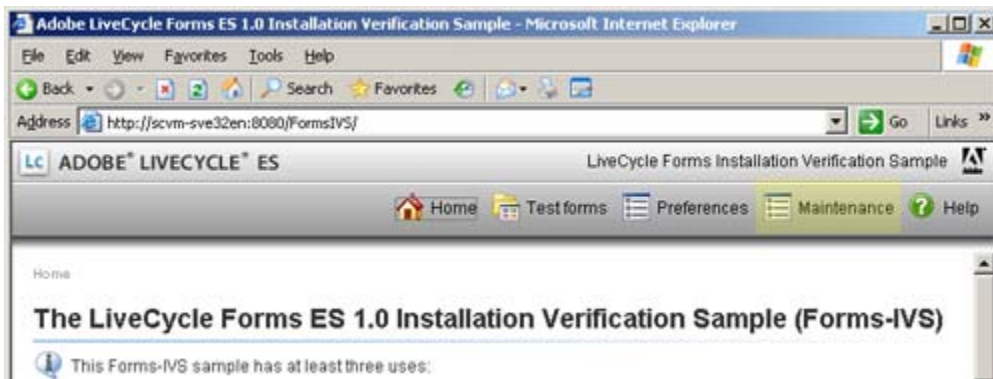 Adobe LiveCycle Forms ES 1.0 Installation Verification Sample - Microsoft Internet Explorer
File Edit View Favorites Tools Help
Back Search Favorites
Address http://scvm-sve32en:8080/FormsIVS/ Go Links »
LC ADOBE® LIVECYCLE® ES LiveCycle Forms Installation Verification Sample
Home Test forms Preferences Maintenance Help
Home
The LiveCycle Forms ES 1.0 Installation Verification Sample (Forms-IVS)
This Forms-IVS sample has at least three uses: